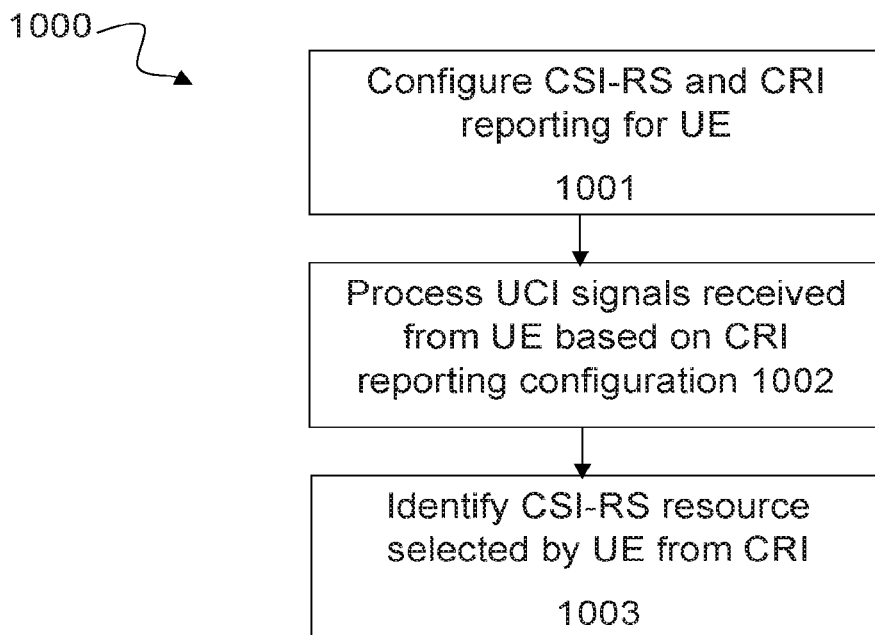 1000
Configure CSI-RS and CRI
reporting for UE
1001
Process UCI signals received
from UE based on CRI
reporting configuration 1002
Identify CSI-RS resource
selected by UE from CRI
1003